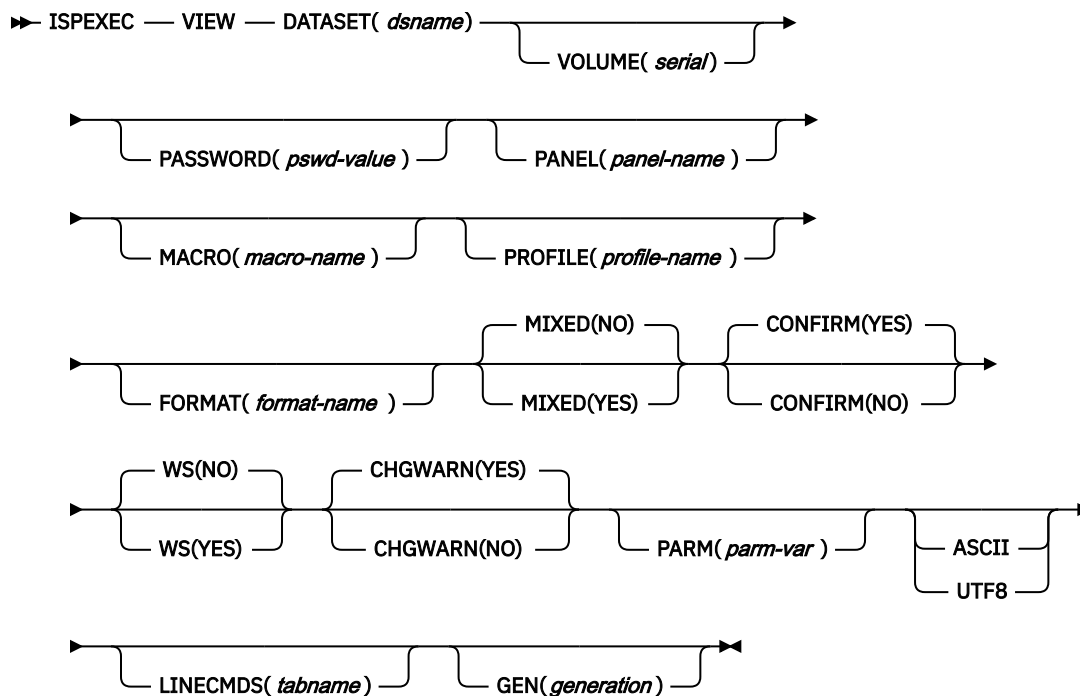 ISPEXEC VIEW DATASET( dsname)
VOLUME( serial)
PASSWORD( pswd-value ) PANEL( panel-name )
MACRO( macro-name ) PROFILE( profile-name )
MIXED(NO) CONFIRM(YES)
FORMAT( format-name ) MIXED(YES) CONFIRM(NO)
WS(NO) CHGWARN(YES)
WS(YES) CHGWARN(NO) PARM( parm-var ) ASCII
UTF8
LINECMDS( tabname) GEN( generation)